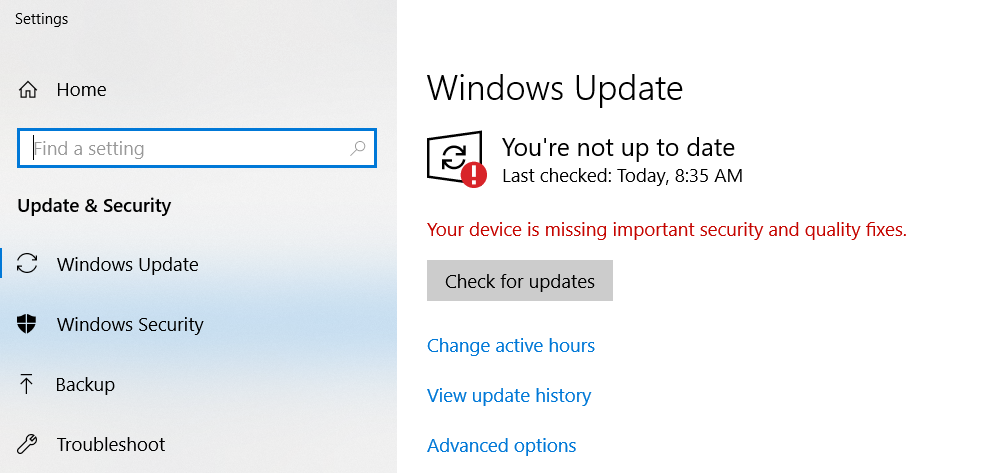 Settings
Home
Find a setting
Update & Security
Windows Update
Windows Security
Backup
Troubleshoot
Windows Update
You're not up to date
Last checked: Today, 8:35 AM
Your device is missing important security and quality fixes.
Check for updates
Change active hours
View update history
Advanced options